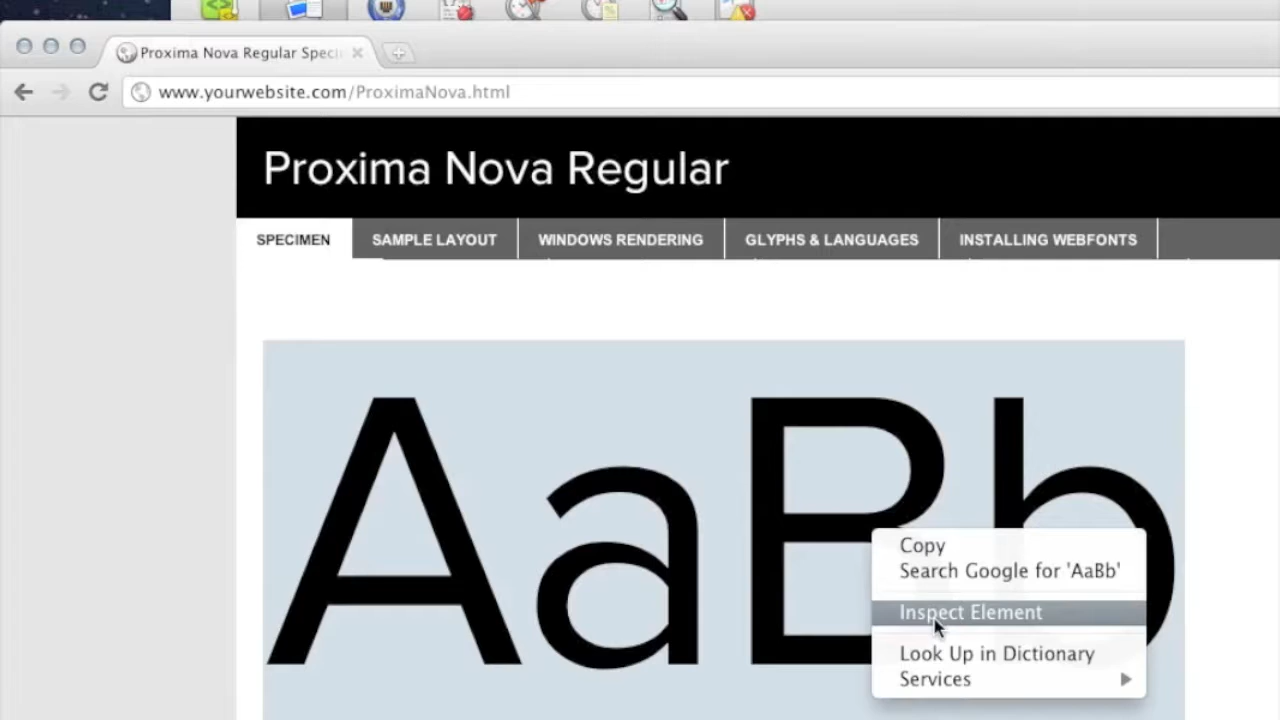 Proxima Nova Regular Speci
www.yourwebsite.com/ProximaNova.html
Proxima Nova Regular
SPECIMEN SAMPLE LAYOUT WINDOWS RENDERING GLYPHS & LANGUAGES INSTALLING WEBFONTS
AaBb
Copy
Search Google for 'AaBb'
Inspect Element
Look Up in Dictionary
Services